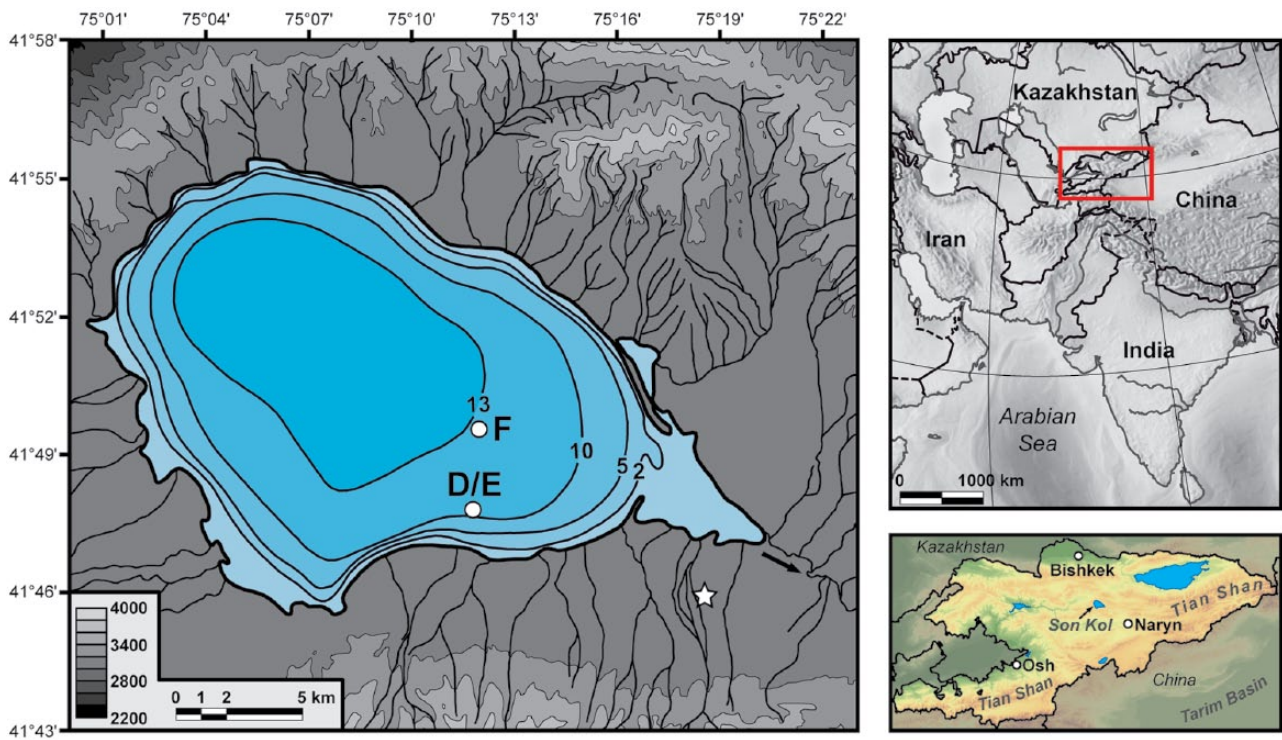 75°01' 75°04' 75°07' 75°10' 75°13' 75°16' 75°19' 75°22'
41°58'
41°55'
41°52'
41°49'
41°46'
41°43'
13
F
10
5
2
D/E
4000
3400
2800
2200
0 1 2 5 km
Kazakhstan
China
Iran
India
Arabian
Sea
0 1000 km
Kazakhstan
Bishkek
Tian Shan
Son Kol
Naryn
Osh
Tian Shan
China
Tarim Basin